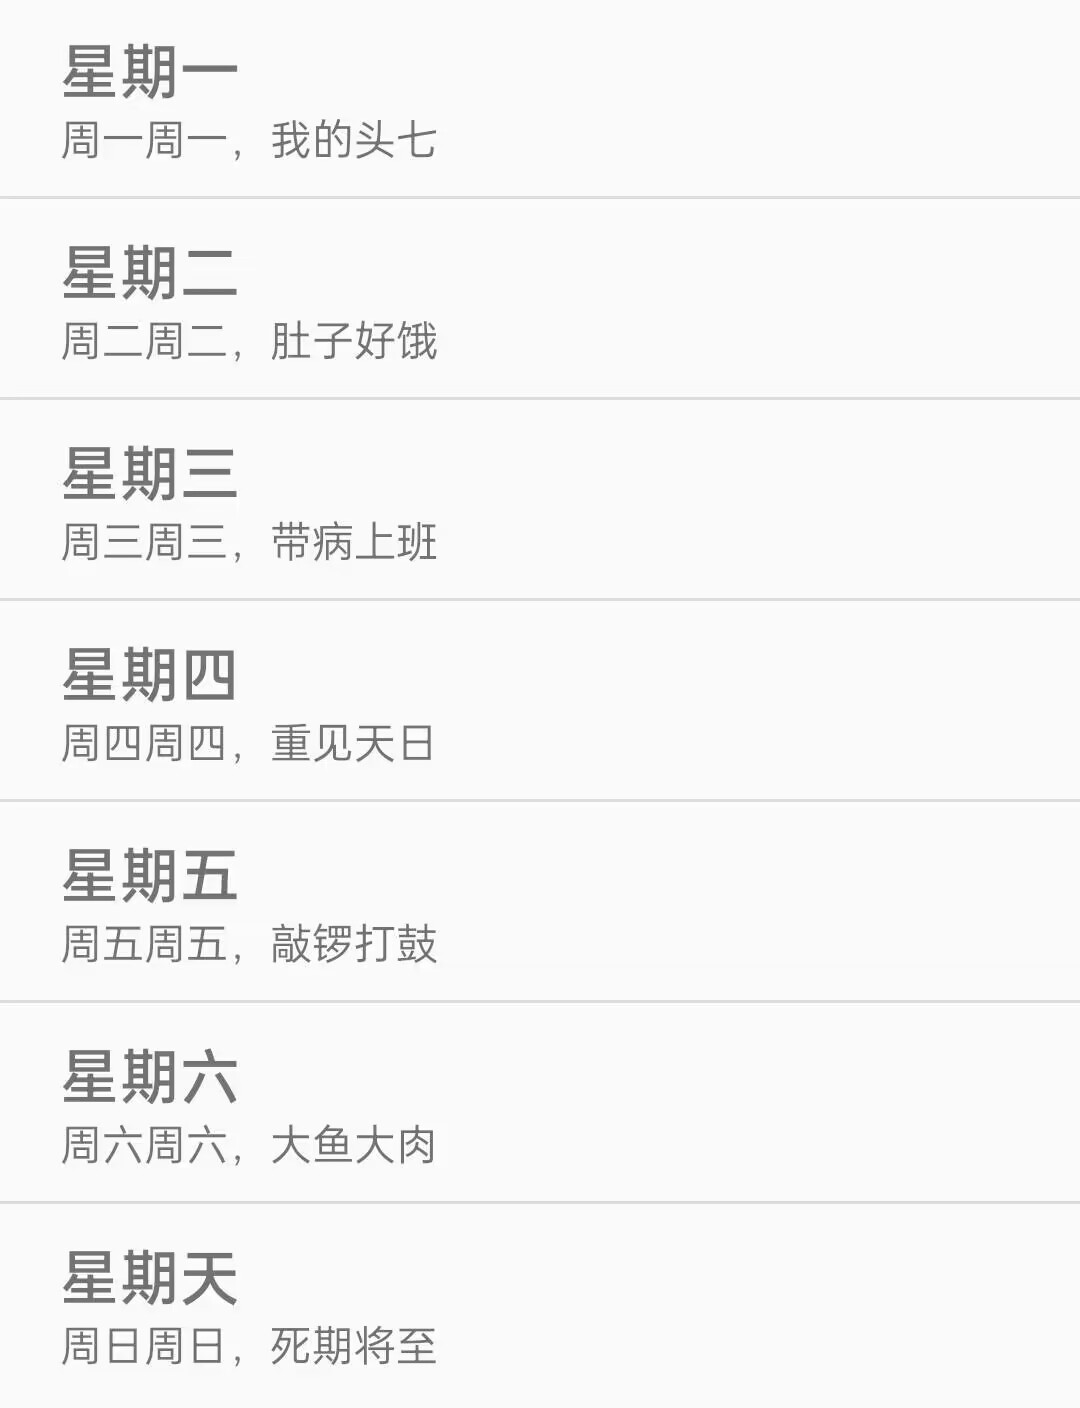 星期一
周一周一，我的头七
星期二
周二周二，肚子好饿
星期三
周三周三，带病上班
星期四
周四周四，重见天日
星期五
周五周五，敲锣打鼓
星期六
周六周六，大鱼大肉
星期天
周日周日，死期将至